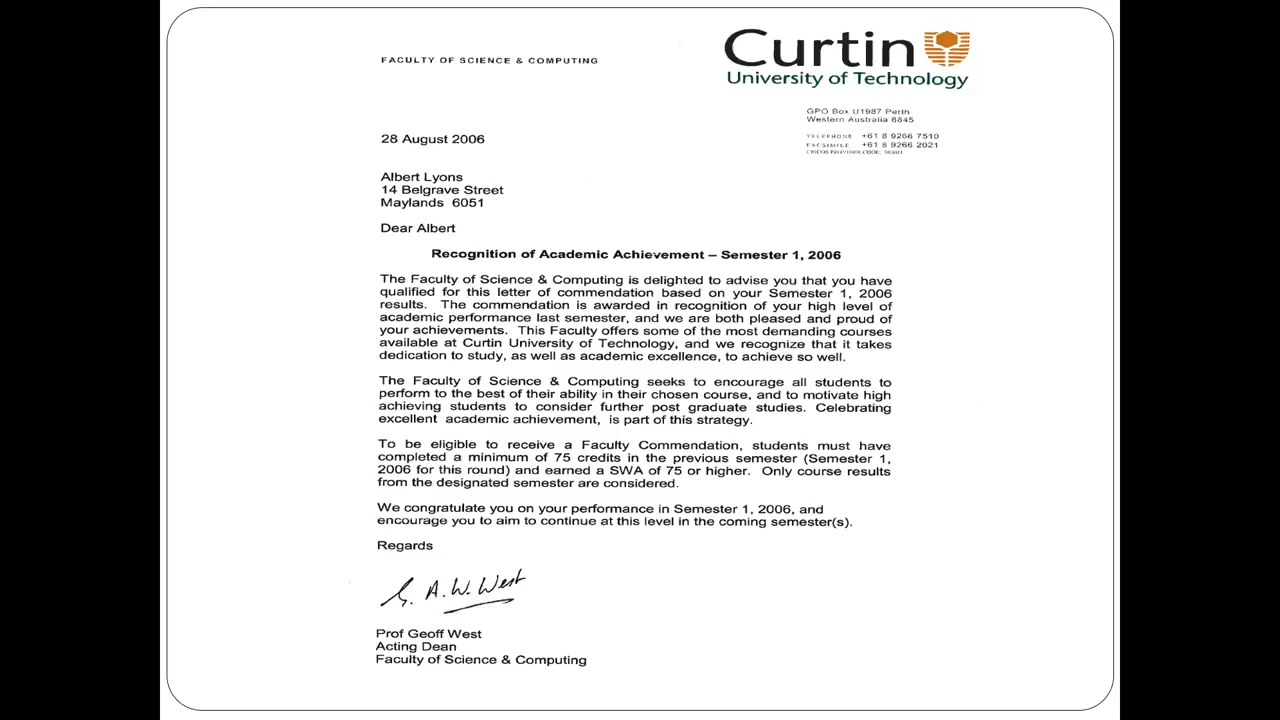 FACULTY OF SCIENCE & COMPUTING
Curtin
University of Technology
GPO Box U1987 Perth
Western Australia 6845
TELEPHONE +61 8 9266 7510
FACSIMILE +61 8 9266 2021
CRICOS PROVIDER CODE
28 August 2006
Albert Lyons
14 Belgrave Street
Maylands 6051
Dear Albert
Recognition of Academic Achievement – Semester 1, 2006
The Faculty of Science & Computing is delighted to advise you that you have
qualified for this letter of commendation based on your Semester 1, 2006
results. The commendation is awarded in recognition of your high level of
academic performance last semester, and we are both pleased and proud of
your achievements. This Faculty offers some of the most demanding courses
available at Curtin University of Technology, and we recognize that it takes
dedication to study, as well as academic excellence, to achieve so well.
The Faculty of Science & Computing seeks to encourage all students to
perform to the best of their ability in their chosen course, and to motivate high
achieving students to consider further post graduate studies. Celebrating
excellent academic achievement, is part of this strategy.
To be eligible to receive a Faculty Commendation, students must have
completed a minimum of 75 credits in the previous semester (Semester 1,
2006 for this round) and earned a SWA of 75 or higher. Only course results
from the designated semester are considered.
We congratulate you on your performance in Semester 1, 2006, and
encourage you to aim to continue at this level in the coming semester(s).
Regards
G. A. W. West
Prof Geoff West
Acting Dean
Faculty of Science & Computing